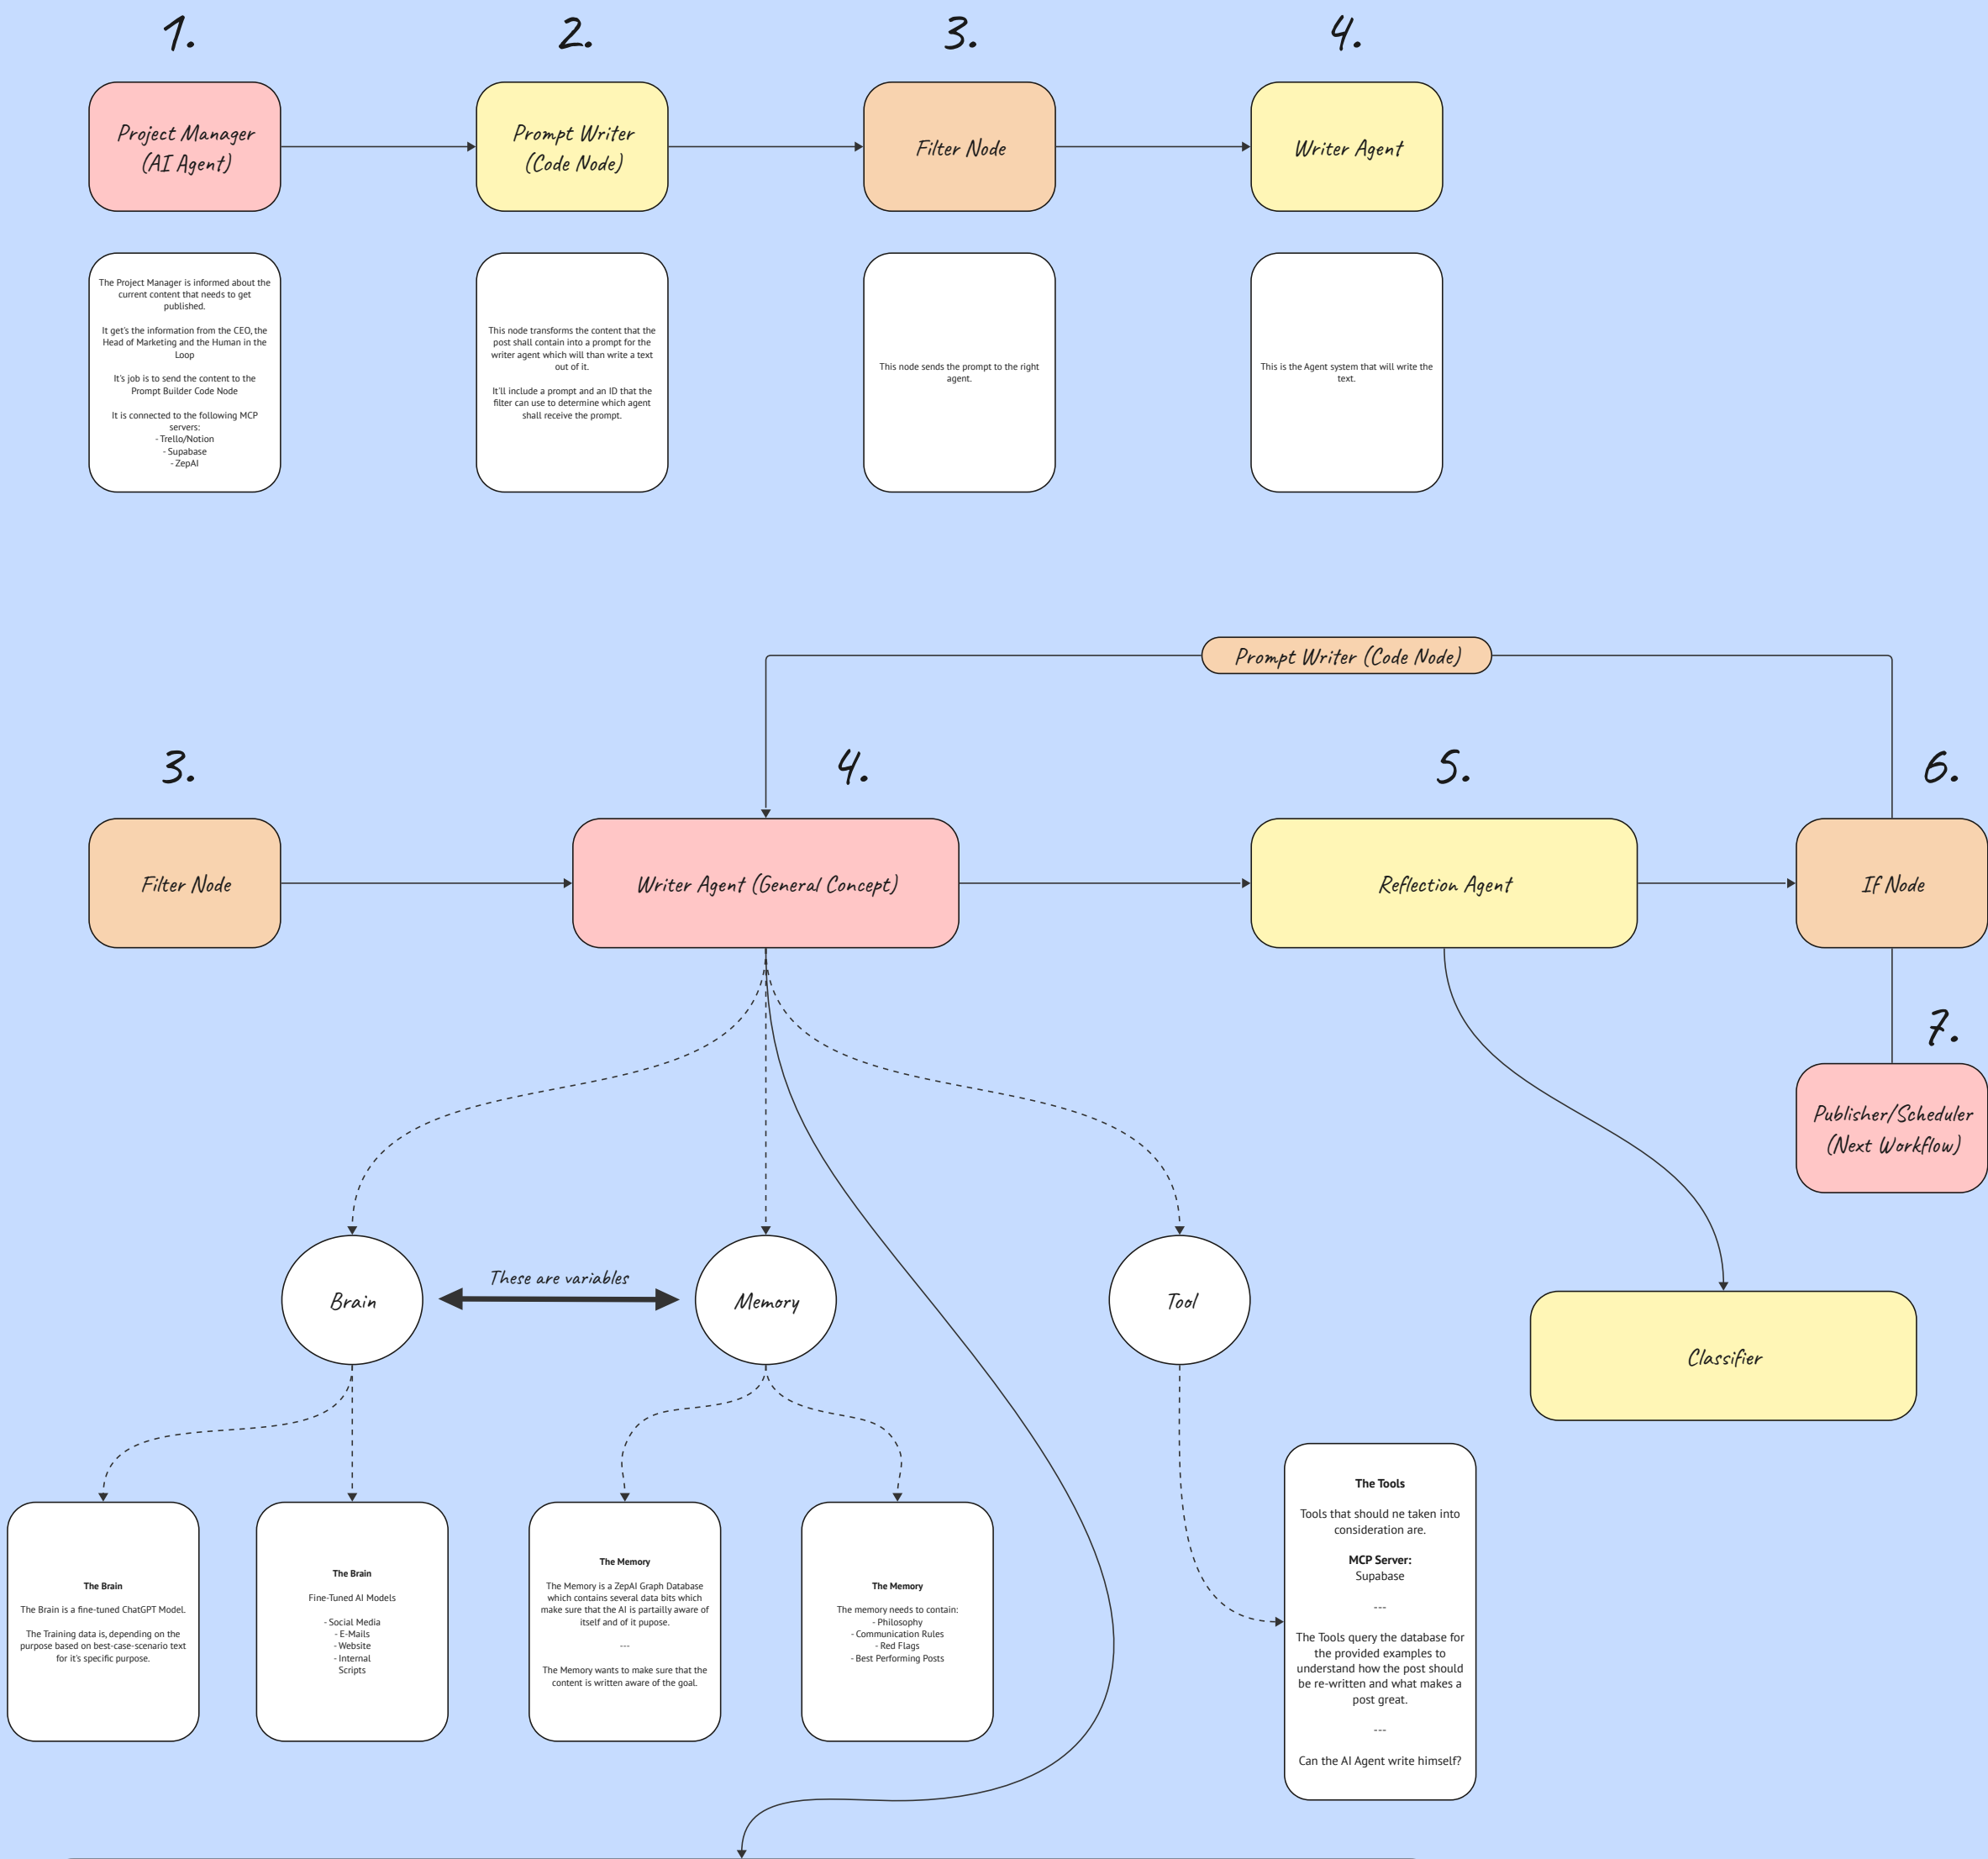 1.
2.
3.
4.
Project Manager
(AI Agent)
Prompt Writer
(Code Node)
Filter Node
Writer Agent
The Project Manager is informed about the
current content that needs to get
published.
It get's the information from the CEO, the
Head of Marketing and the Human in the
Loop
It's job is to send the content to the
Prompt Builder Code Node
It is connected to the following MCP
servers:
- Trello/Notion
- Supabase
- ZepAI
This node transforms the content that the
post shall contain into a prompt for the
writer agent which will than write a text
out of it.
It'll include a prompt and an ID that the
filter can use to determine which agent
shall receive the prompt.
This node sends the prompt to the right
agent.
This is the Agent system that will write the
text.
Prompt Writer (Code Node)
3.
4.
5.
6.
Filter Node
Writer Agent (General Concept)
Reflection Agent
If Node
7.
Publisher/Scheduler
(Next Workflow)
Brain
These are variables
Memory
Tool
Classifier
The Brain
The Brain is a fine-tuned ChatGPT Model.
The Training data is, depending on the
purpose based on best-case-scenario text
for it's specific purpose.
The Brain
Fine-Tuned AI Models
- Social Media
- E-Mails
- Website
- Internal
Scripts
The Memory
The Memory is a ZepAI Graph Database
which contains several data bits which
make sure that the AI is partailly aware of
itself and of it pupose.
---
The Memory wants to make sure that the
content is written aware of the goal.
The Memory
The memory needs to contain:
- Philosophy
- Communication Rules
- Red Flags
- Best Performing Posts
The Tools
Tools that should ne taken into
consideration are.
MCP Server:
Supabase
---
The Tools query the database for
the provided examples to
understand how the post should
be re-written and what makes a
post great.
---
Can the AI Agent write himself?